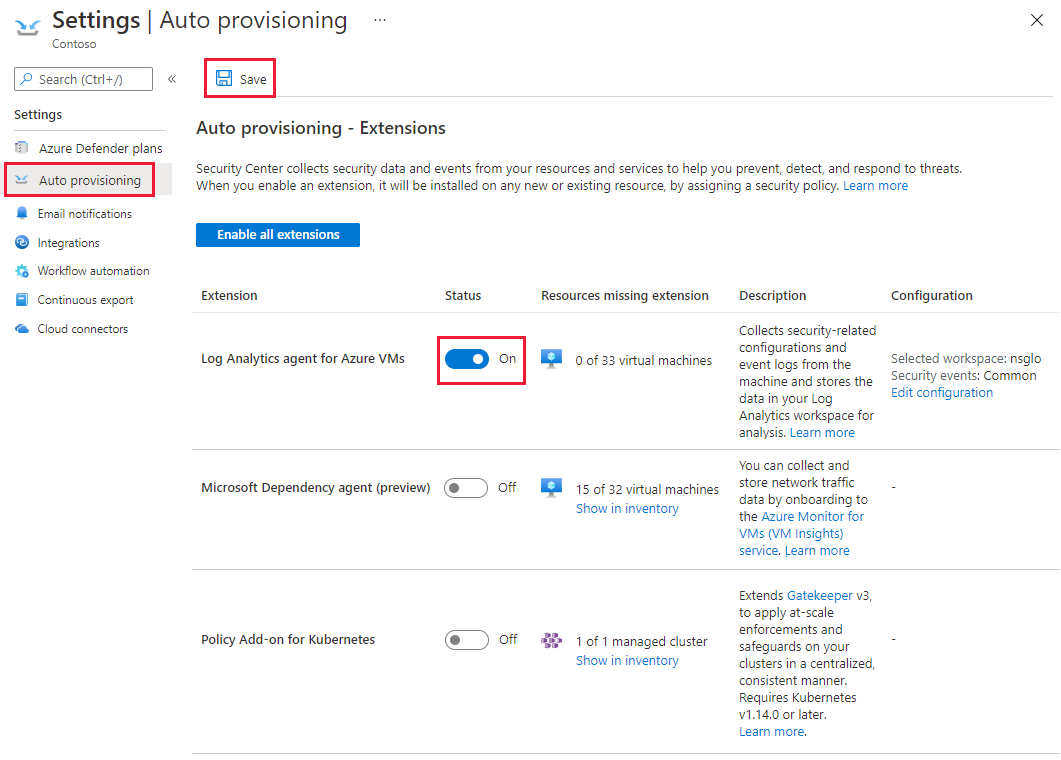 Settings | Auto provisioning ...
Contoso
Search (Ctrl+/)
«
Save
Settings
Azure Defender plans
Auto provisioning
Email notifications
Integrations
Workflow automation
Continuous export
Cloud connectors
Auto provisioning - Extensions
Security Center collects security data and events from your resources and services to help you prevent, detect, and respond to threats.
When you enable an extension, it will be installed on any new or existing resource, by assigning a security policy. Learn more
Enable all extensions
Extension Status Resources missing extension Description Configuration
Log Analytics agent for Azure VMs
On
0 of 33 virtual machines
Collects security-related
configurations and
event logs from the
machine and stores the
data in your Log
Analytics workspace for
analysis. Learn more
Selected workspace: nsglo
Security events: Common
Edit configuration
Microsoft Dependency agent (preview)
Off
15 of 32 virtual machines
Show in inventory
You can collect and
store network traffic
data by onboarding to
the Azure Monitor for
VMs (VM Insights)
service. Learn more
-
Policy Add-on for Kubernetes
Off
1 of 1 managed cluster
Show in inventory
Extends Gatekeeper v3,
to apply at-scale
enforcements and
safeguards on your
clusters in a centralized,
consistent manner.
Requires Kubernetes
v1.14.0 or later.
Learn more.
-